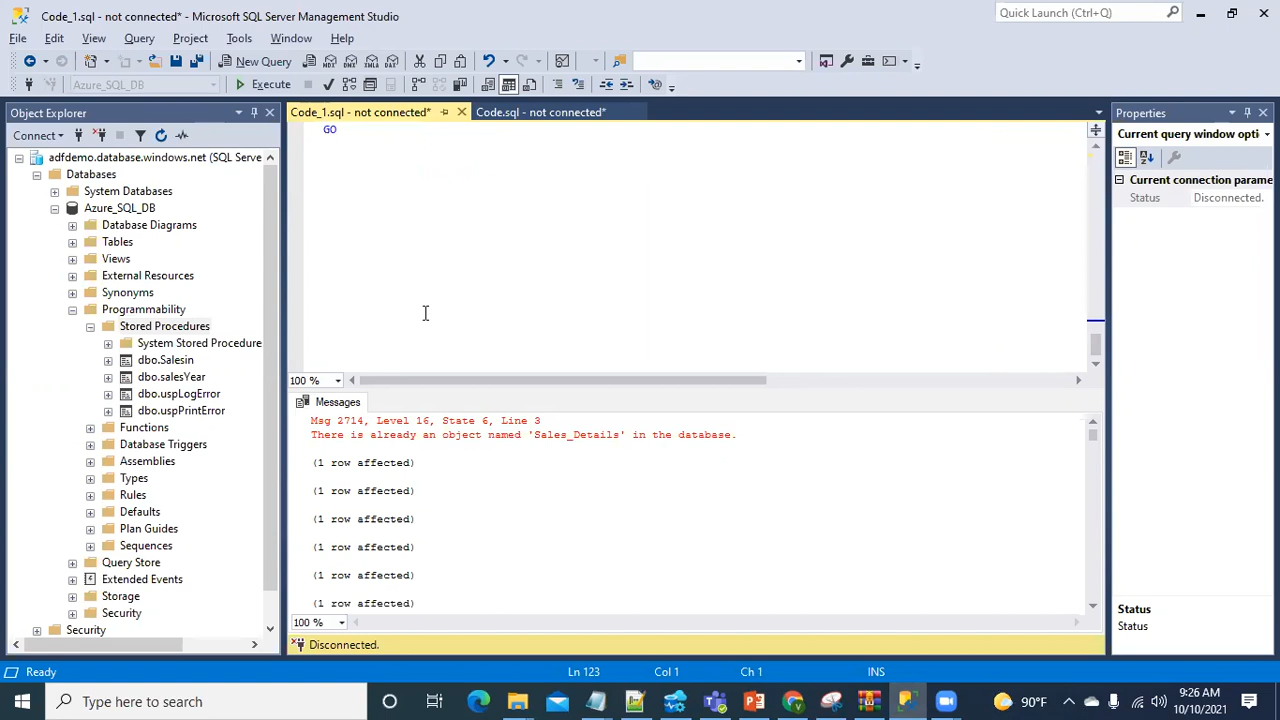 Code_1.sql - not connected* - Microsoft SQL Server Management Studio
Quick Launch (Ctrl+Q)
File Edit View Query Project Tools Window Help
New Query
Azure_SQL_DB Execute
Object Explorer
Code_1.sql - not connected*
Code.sql - not connected*
Properties
Connect
GO
Current query window opti
adfdemo.database.windows.net (SQL Serve
Databases
Current connection parame
System Databases
Status Disconnected.
Azure_SQL_DB
Database Diagrams
Tables
Views
External Resources
Synonyms
Programmability
Stored Procedures
System Stored Procedure
dbo.Salesin
dbo.salesYear
100 %
dbo.uspLogError
Messages
dbo.uspPrintError
Msg 2714, Level 16, State 6, Line 3
Functions
There is already an object named 'Sales_Details' in the database.
Database Triggers
Assemblies
(1 row affected)
Types
Rules
(1 row affected)
Defaults
(1 row affected)
Plan Guides
Sequences
(1 row affected)
Query Store
Extended Events
(1 row affected)
Storage
(1 row affected)
Security
Status
100 %
Security
Status
Disconnected.
Ready
Ln 123 Col 1 Ch 1 INS
Type here to search
90°F
9:26 AM
10/10/2021